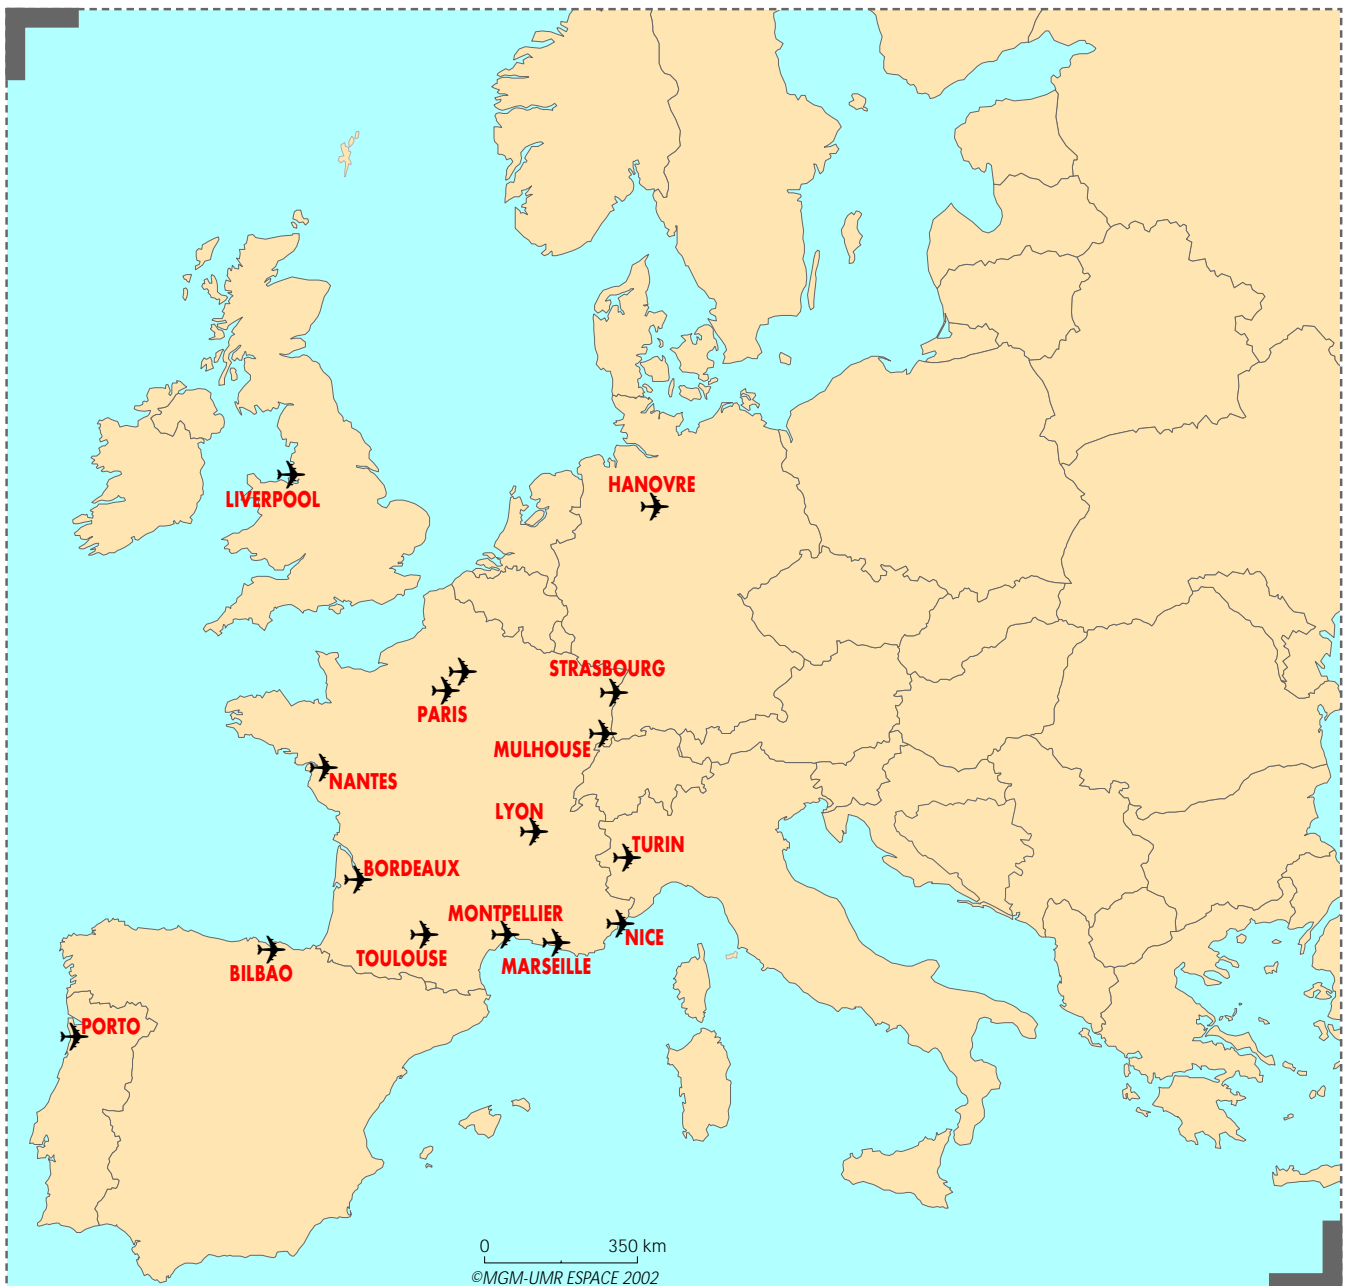 LIVERPOOL
HANOVRE
STRASBOURG
PARIS
MULHOUSE
NANTES
LYON
TURIN
BORDEAUX
MONTPELLIER
NICE
TOULOUSE
MARSEILLE
BILBAO
PORTO
0 350 km
©MGM-UMR ESPACE 2002